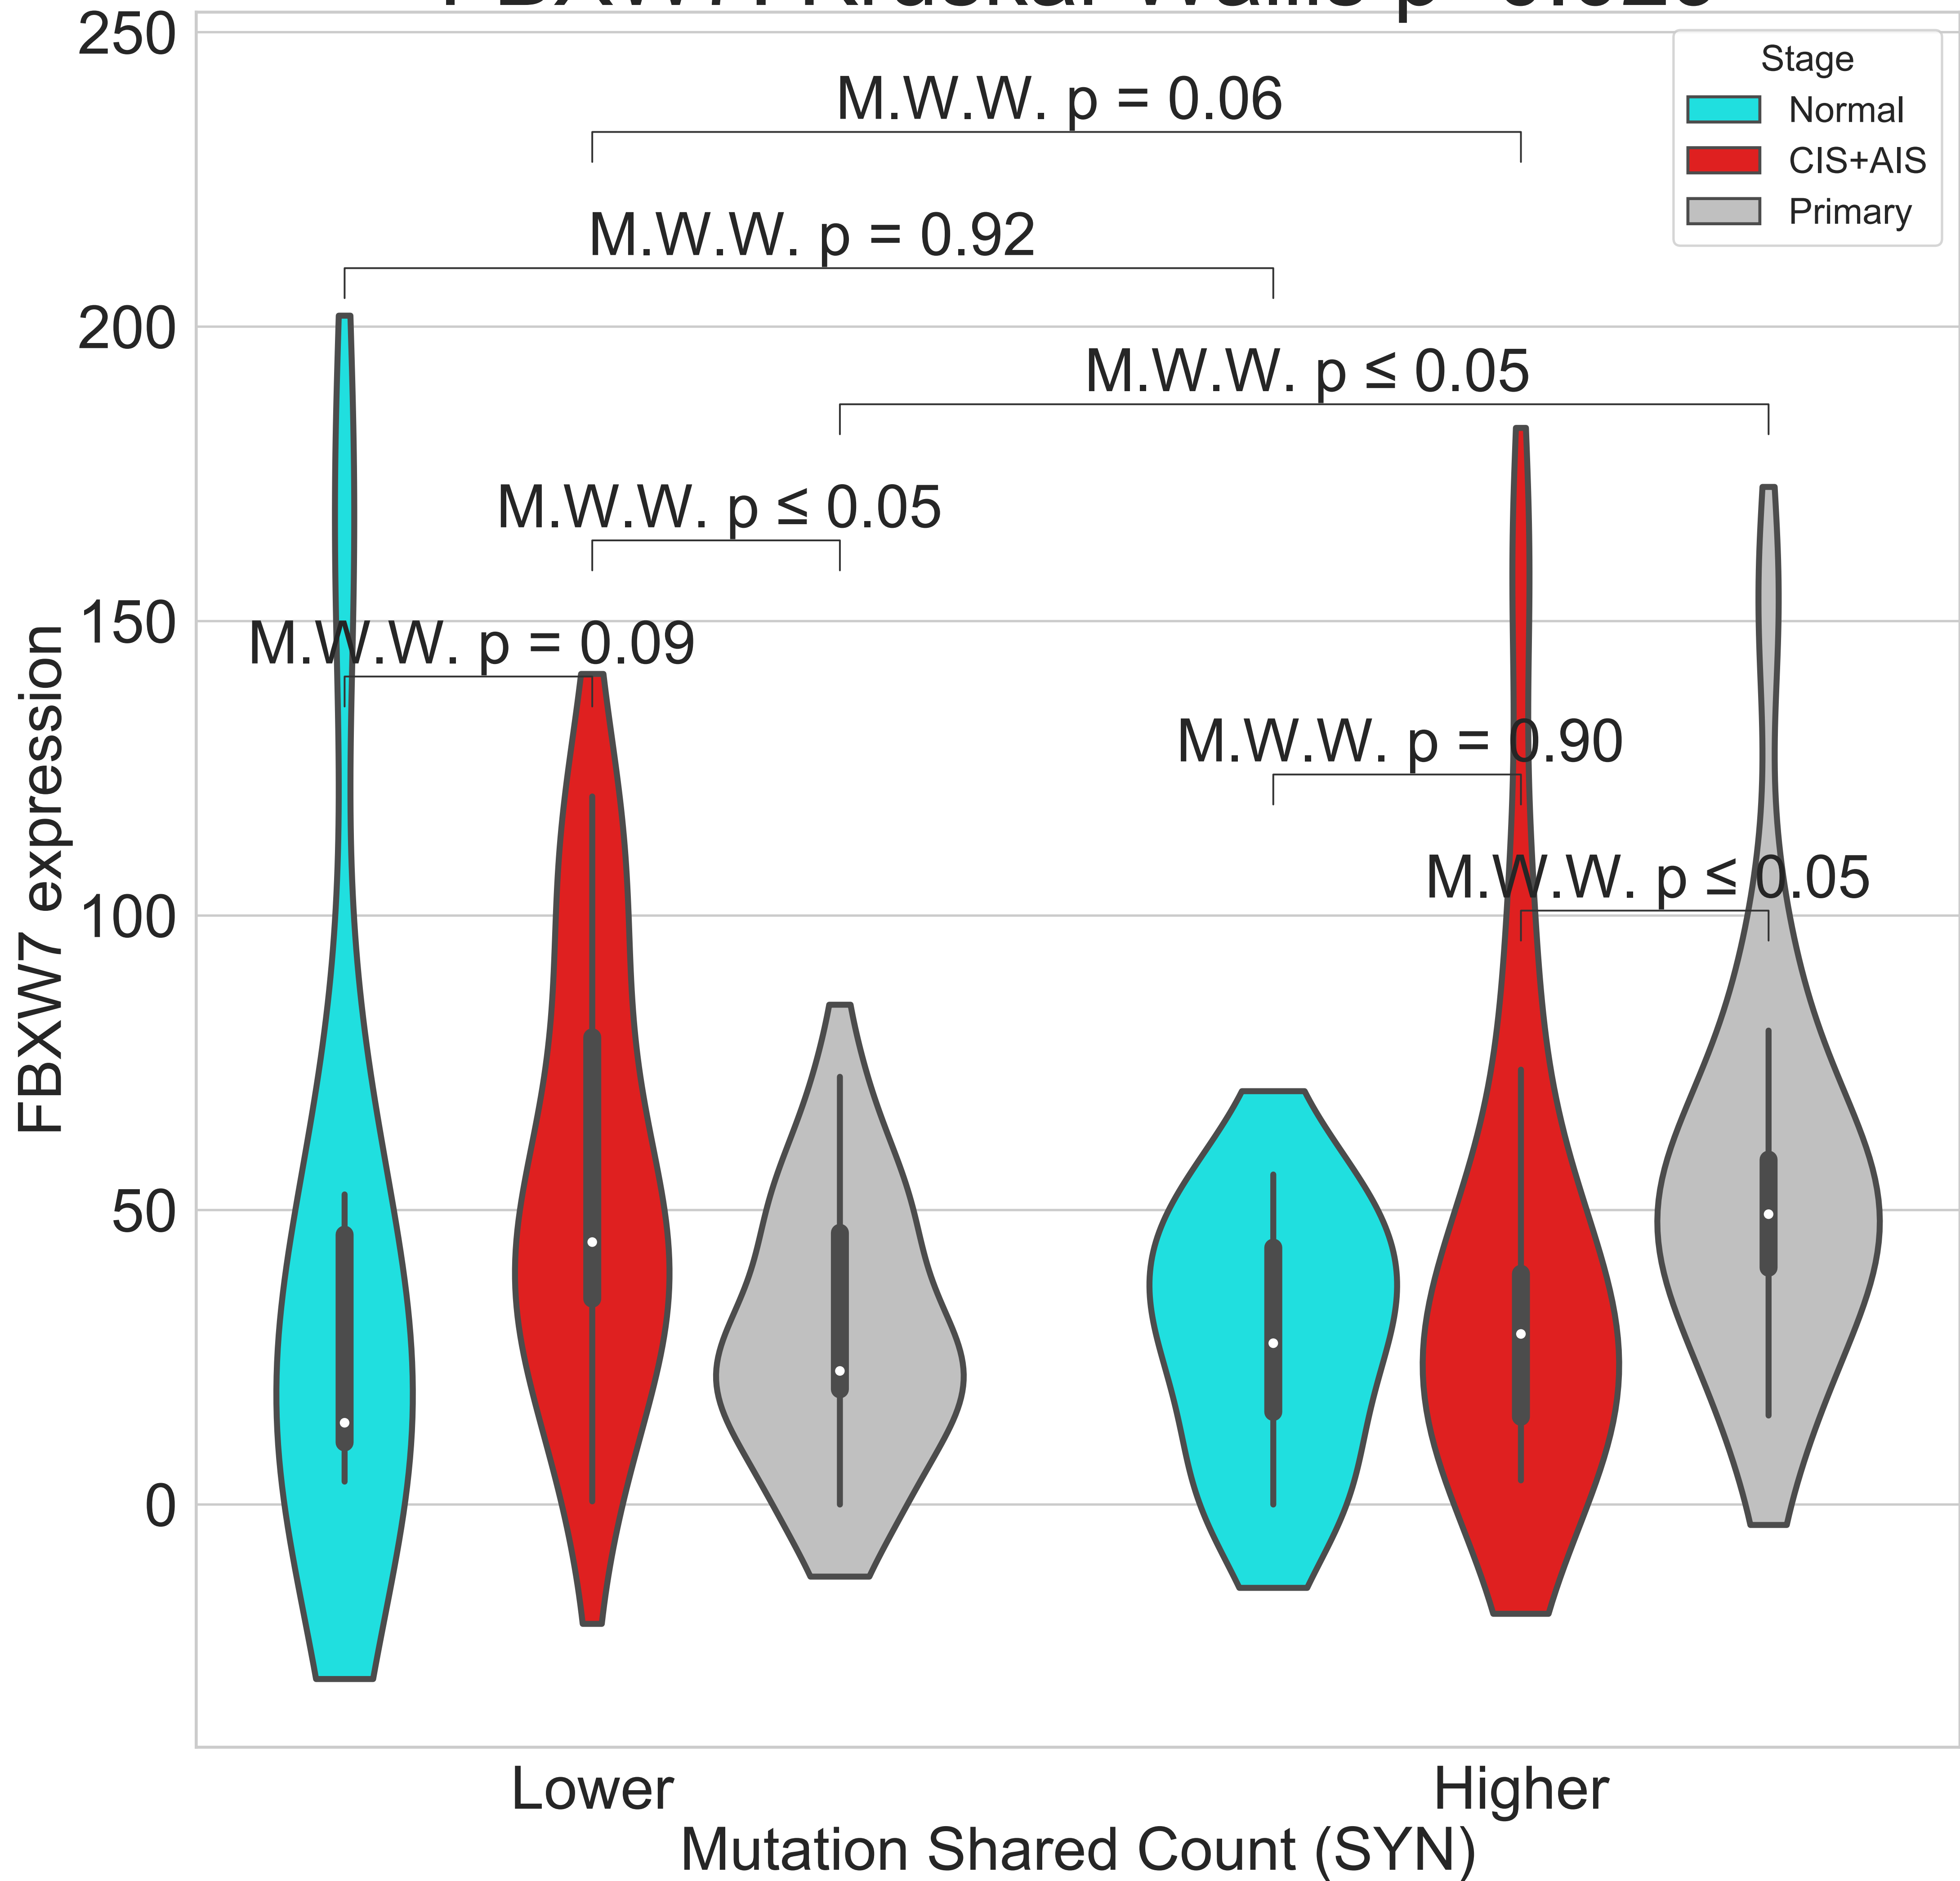 250
Stage
Normal
CIS+AIS
Primary
M.W.W. p = 0.06
M.W.W. p = 0.92
200
M.W.W. p ≤ 0.05
M.W.W. p ≤ 0.05
150
M.W.W. p = 0.09
M.W.W. p = 0.90
100
M.W.W. p ≤ 0.05
50
0
FBXW7 expression
Lower
Higher
Mutation Shared Count (SYN)